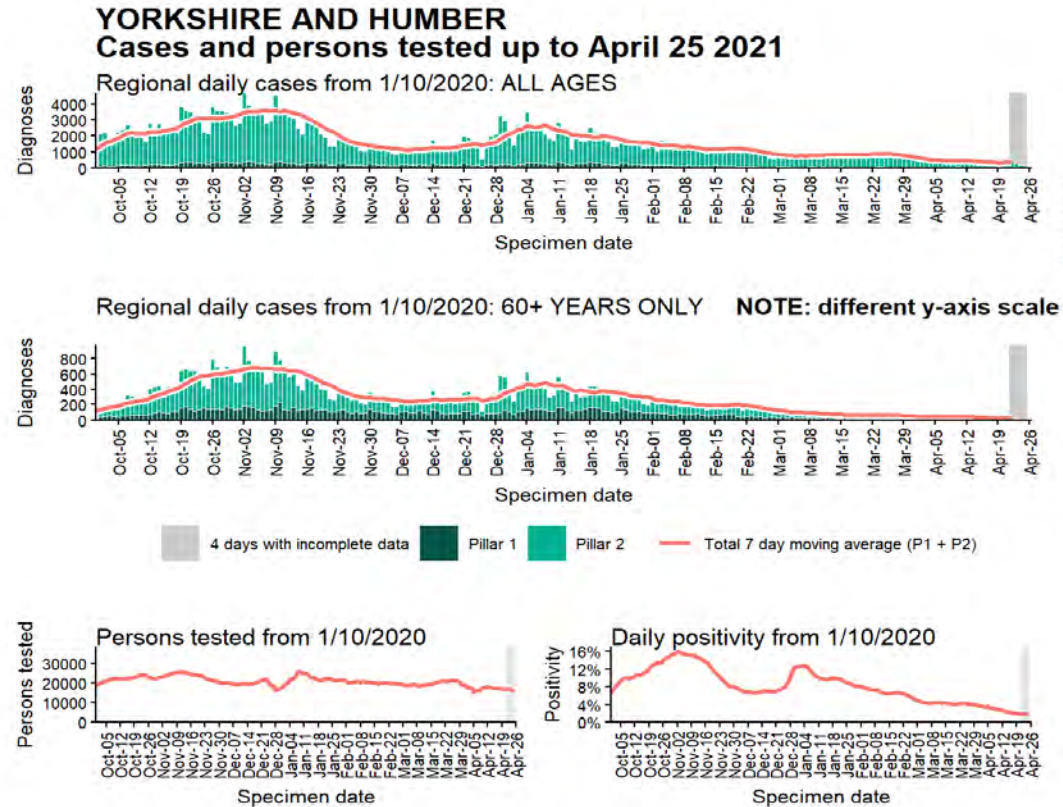 YORKSHIRE AND HUMBER
Cases and persons tested up to April 25 2021
Regional daily cases from 1/10/2020: ALL AGES
Diagnoses
4000
3000
2000
1000
0
Oct-05 Oct-12 Oct-19 Oct-26 Nov-02 Nov-09 Nov-16 Nov-23 Nov-30 Dec-07 Dec-14 Dec-21 Dec-28 Jan-04 Jan-11 Jan-18 Jan-25 Feb-01 Feb-08 Feb-15 Feb-22 Mar-01 Mar-08 Mar-15 Mar-22 Mar-29 Apr-05 Apr-12 Apr-19 Apr-26
Specimen date
Regional daily cases from 1/10/2020: 60+ YEARS ONLY NOTE: different y-axis scale
Diagnoses
800
600
400
200
0
Oct-05 Oct-12 Oct-19 Oct-26 Nov-02 Nov-09 Nov-16 Nov-23 Nov-30 Dec-07 Dec-14 Dec-21 Dec-28 Jan-04 Jan-11 Jan-18 Jan-25 Feb-01 Feb-08 Feb-15 Feb-22 Mar-01 Mar-08 Mar-15 Mar-22 Mar-29 Apr-05 Apr-12 Apr-19 Apr-26
Specimen date
4 days with incomplete data Pillar 1 Pillar 2 Total 7 day moving average (P1 + P2)
Persons tested from 1/10/2020
Persons tested
30000
20000
10000
0
Oct-05 Oct-12 Oct-19 Oct-26 Nov-02 Nov-09 Nov-16 Nov-23 Nov-30 Dec-07 Dec-14 Dec-21 Dec-28 Jan-04 Jan-11 Jan-18 Jan-25 Feb-01 Feb-08 Feb-15 Feb-22 Mar-01 Mar-08 Mar-15 Mar-22 Mar-29 Apr-05 Apr-12 Apr-19 Apr-26
Specimen date
Daily positivity from 1/10/2020
Positivity
16%
12%
8%
4%
0%
Oct-05 Oct-12 Oct-19 Oct-26 Nov-02 Nov-09 Nov-16 Nov-23 Nov-30 Dec-07 Dec-14 Dec-21 Dec-28 Jan-04 Jan-11 Jan-18 Jan-25 Feb-01 Feb-08 Feb-15 Feb-22 Mar-01 Mar-08 Mar-15 Mar-22 Mar-29 Apr-05 Apr-12 Apr-19 Apr-26
Specimen date